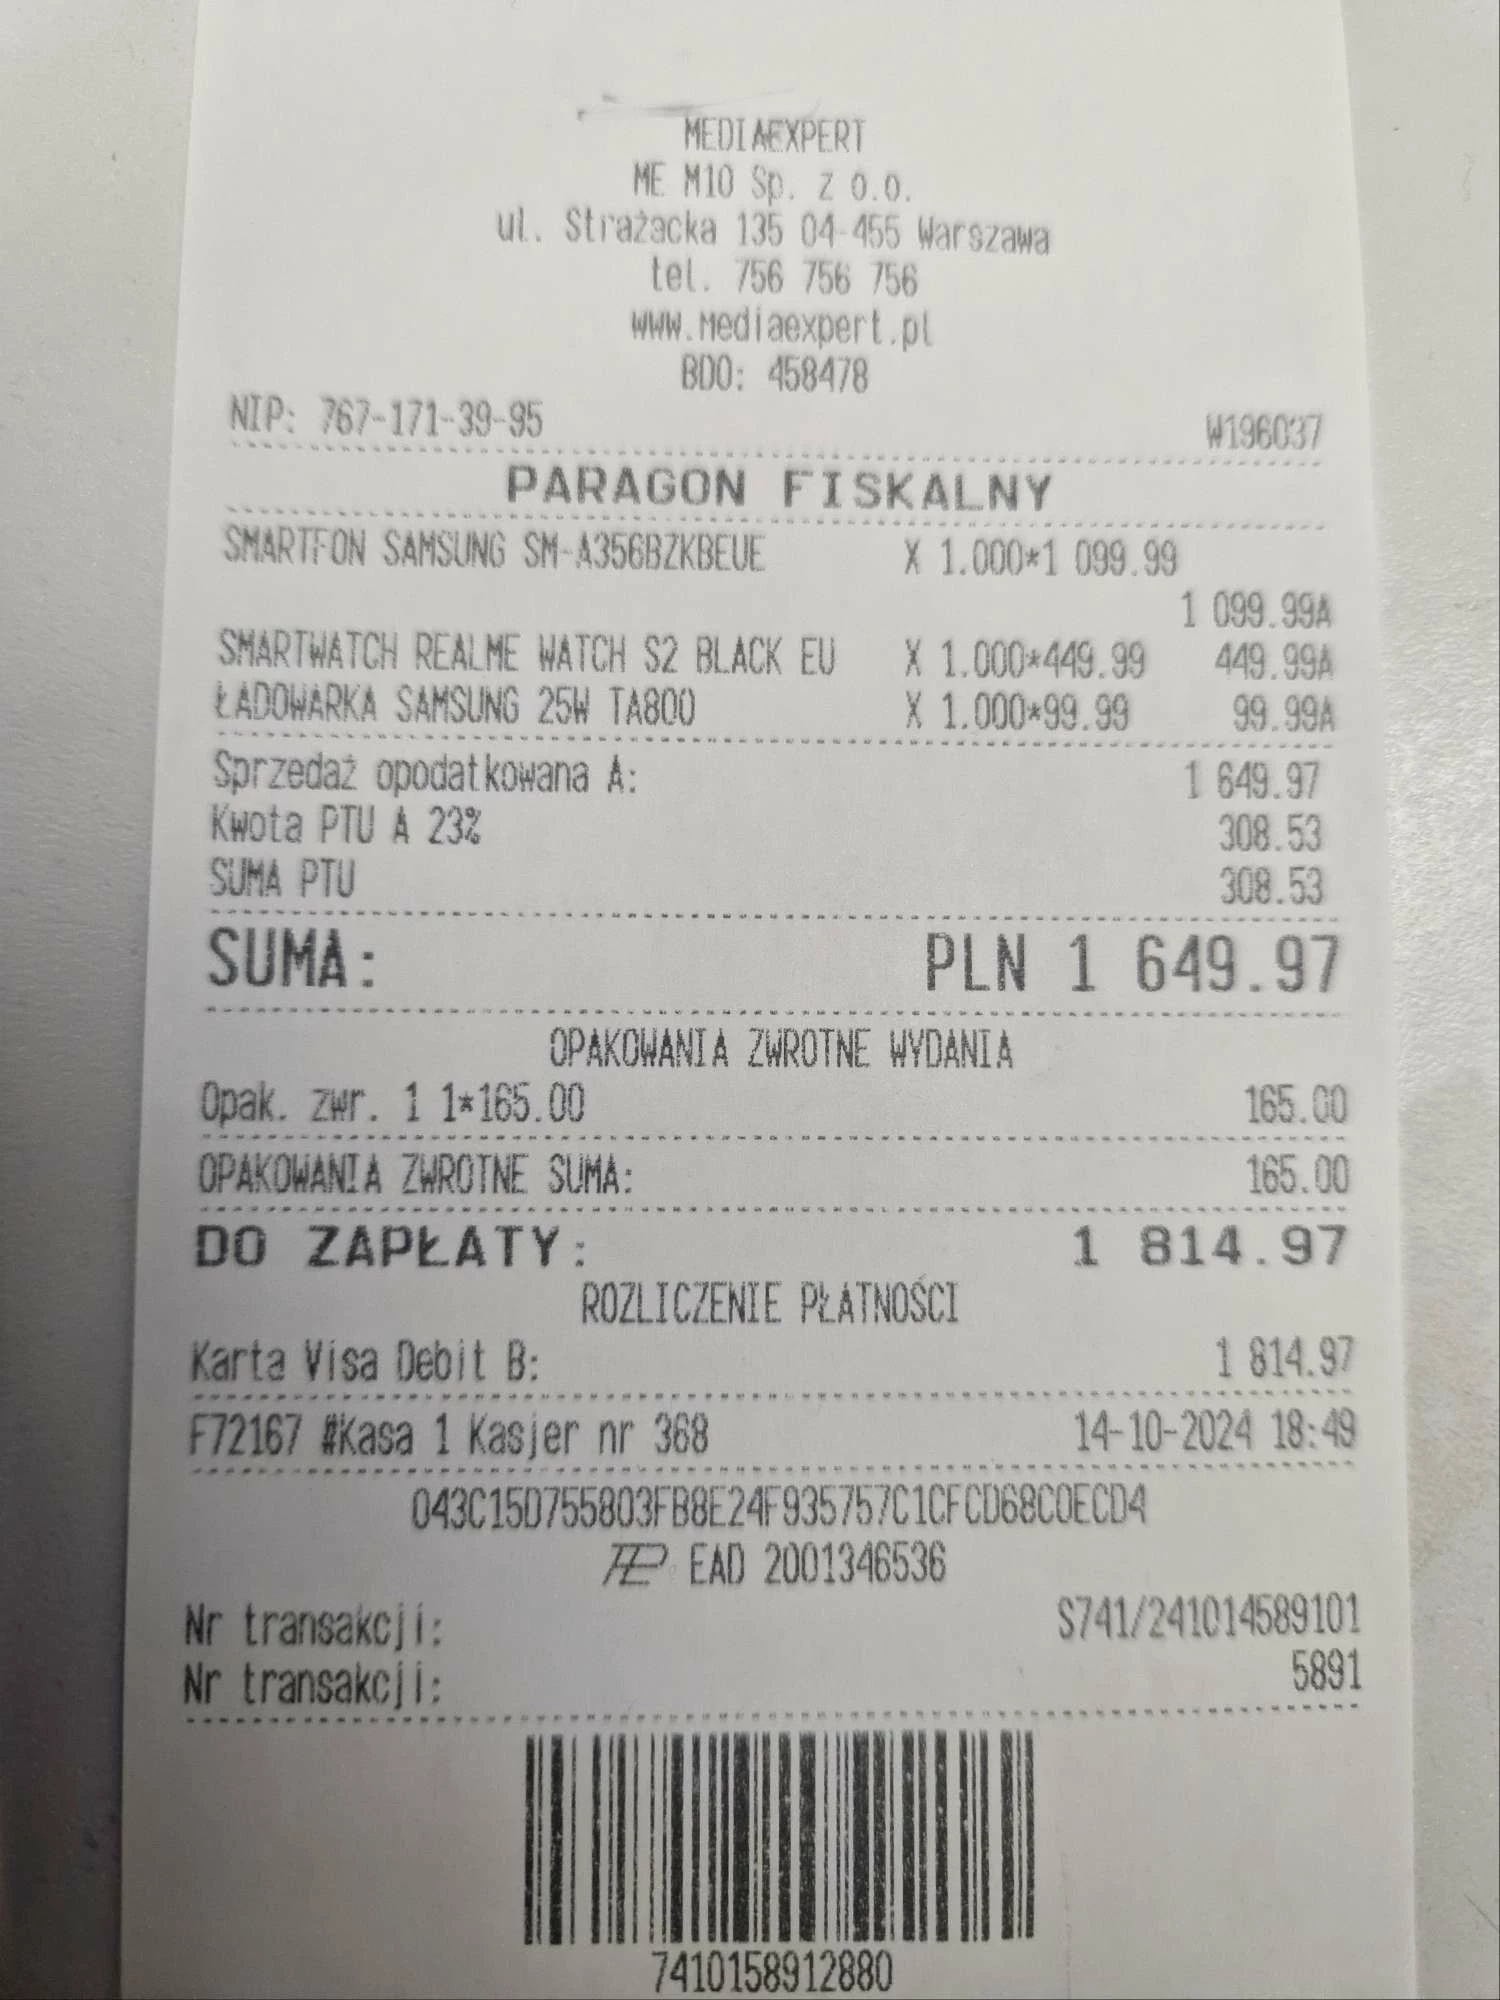 MEDIAEXPERT
ME M10 Sp. z o.o.
ul. Strażacka 135 04-455 Warszawa
tel. 756 756 756
www.mediaexpert.pl
BDO: 458478
NIP: 767-171-39-95 W196037
PARAGON FISKALNY
SMARTFON SAMSUNG SM-A356BZKBEUE X 1.000*1 099.99
1 099.99A
SMARTWATCH REALME WATCH S2 BLACK EU X 1.000*449.99 449.99A
ŁADOWARKA SAMSUNG 25W TA800 X 1.000*99.99 99.99A
Sprzedaż opodatkowana A: 1 649.97
Kwota PTU A 23% 308.53
SUMA PTU 308.53
SUMA: PLN 1 649.97
OPAKOWANIA ZWROTNE WYDANIA
Opak. zwr. 1 1*165.00 165.00
OPAKOWANIA ZWROTNE SUMA: 165.00
DO ZAPŁATY: 1 814.97
ROZLICZENIE PŁATNOŚCI
Karta Visa Debit B: 1 814.97
F72167 #Kasa 1 Kasjer nr 368 14-10-2024 18:49
043C15D755803FB8E24F935757C1CFCD68C0ECD4
EAD 2001346536
Nr transakcji: S741/241014589101
Nr transakcji: 5891
7410158912880